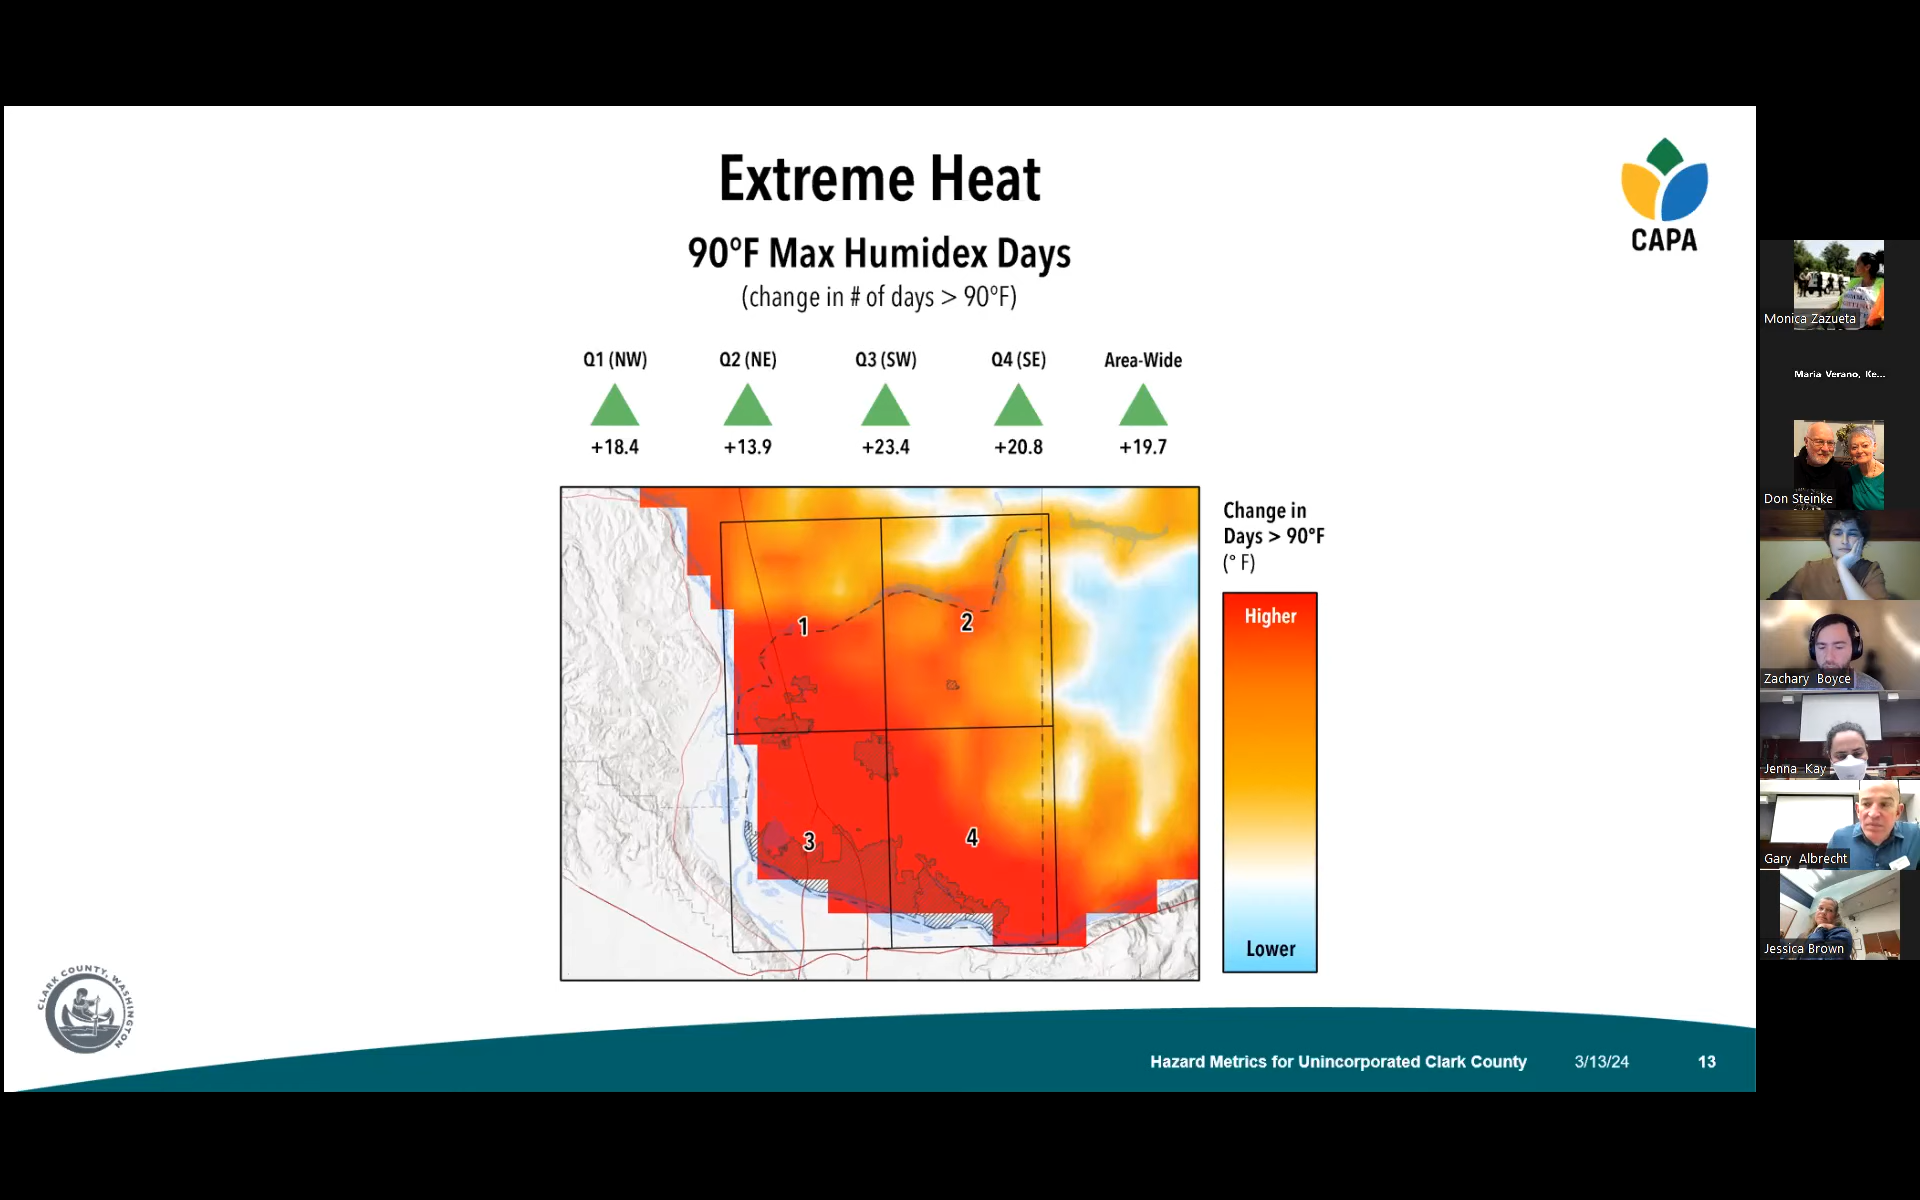 Extreme Heat
90°F Max Humidex Days
(change in # of days > 90°F)
CAPA
Q1 (NW)
Q2 (NE)
Q3 (SW)
Q4 (SE)
Area-Wide
+18.4
+13.9
+23.4
+20.8
+19.7
1
2
3
4
Change in
Days > 90°F
(° F)
Higher
Lower
CLARK COUNTY, WASHINGTON
Hazard Metrics for Unincorporated Clark County
3/13/24
13
Monica Zazueta
Maria Verano, Ke...
Don Steinke
Zachary Boyce
Jenna Kay
Gary Albrecht
Jessica Brown